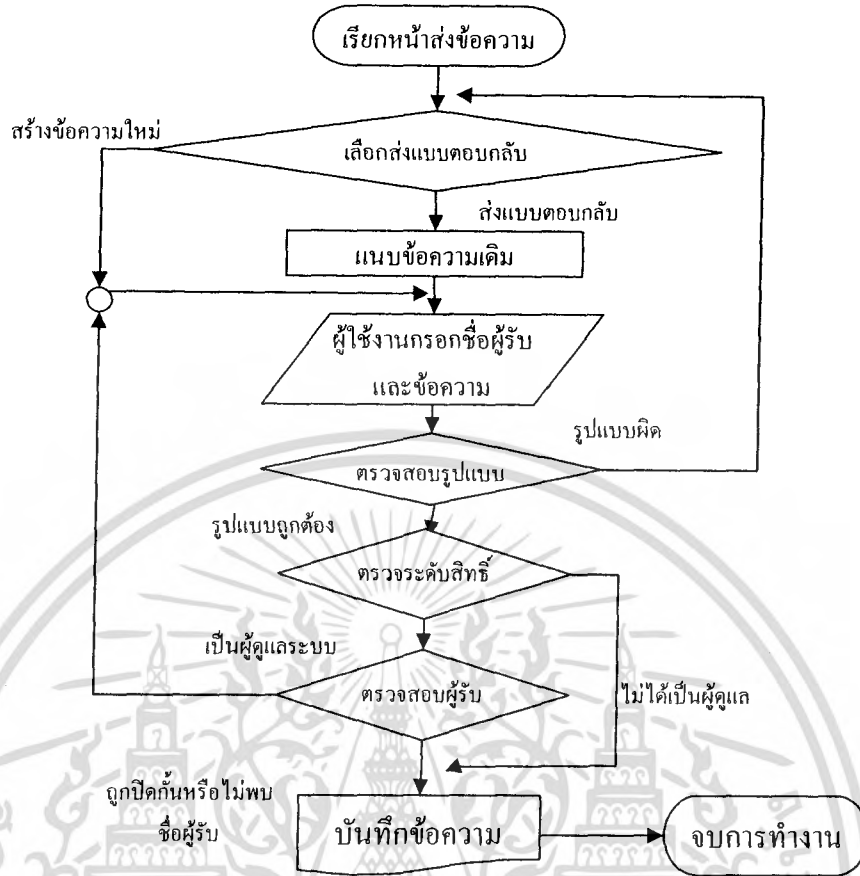 เรียกหน้าส่งข้อความ
สร้างข้อความใหม่
เลือกส่งแบบตอบกลับ
ส่งแบบตอบกลับ
แนบข้อความเดิม
ผู้ใช้งานกรอกชื่อผู้รับ
และข้อความ
รูปแบบผิด
ตรวจสอบรูปแบบ
รูปแบบถูกต้อง
ตรวจระดับสิทธิ์
เป็นผู้ดูแลระบบ
ตรวจสอบผู้รับ
ไม่ได้เป็นผู้ดูแล
ถูกปิดกั้นหรือไม่พบ
ชื่อผู้รับ
บันทึกข้อความ
จบการทำงาน